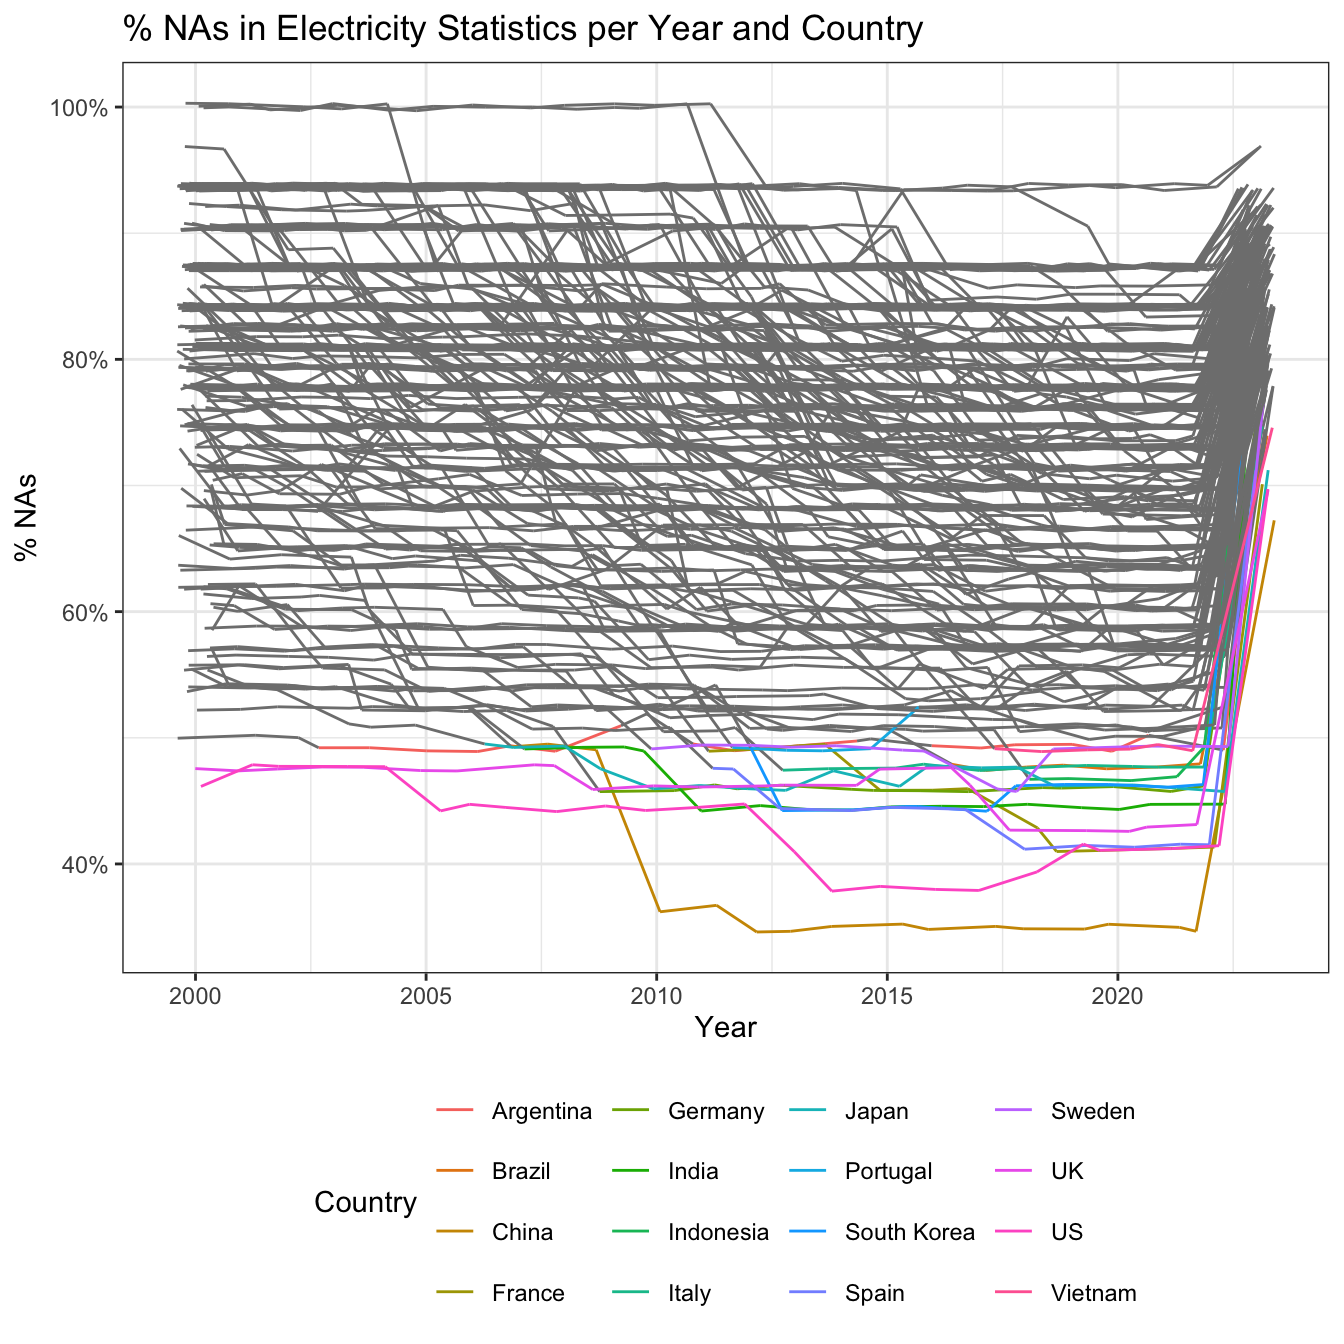 % NAs in Electricity Statistics per Year and Country
100%
80%
60%
40%
% NAs
2000 2005 2010 2015 2020
Year
Country
Argentina Germany Japan Sweden
Brazil India Portugal UK
China Indonesia South Korea US
France Italy Spain Vietnam